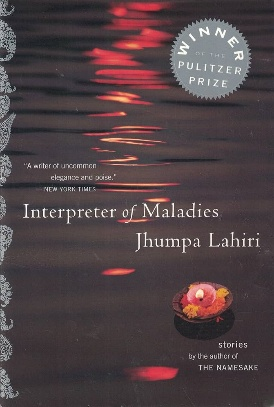 WINNER
OF THE
PULITZER
PRIZE
“A writer of uncommon
elegance and poise.”
NEW YORK TIMES
Interpreter of Maladies
Jhumpa Lahiri
stories
by the author of
THE NAMESAKE